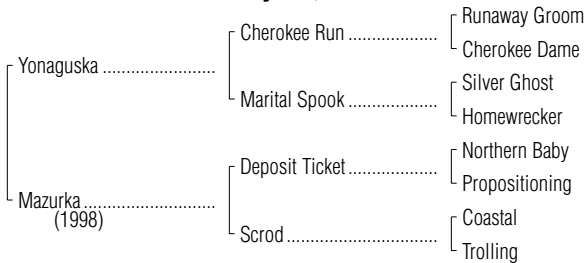 Runaway Groom
Cherokee Run ....................
Cherokee Dame
Yonaguska .........................
Silver Ghost
Marital Spook ....................
Homewrecker
Northern Baby
Deposit Ticket ....................
Propositioning
Mazurka .............................
(1998)
Coastal
Scrod ..................................
Trolling